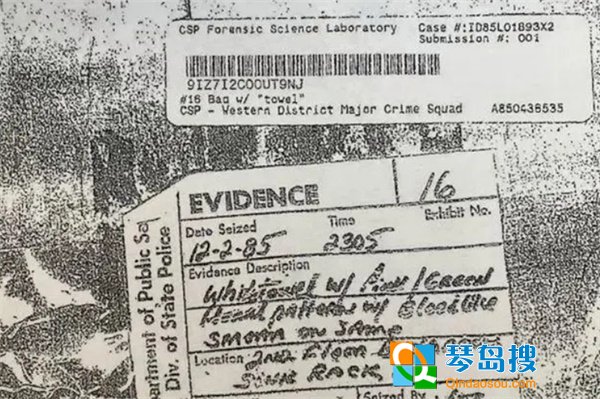 CSP Forensic Science Laboratory Case #:ID85L01893X2
Submission #: 001
9IZ7I2C00UT9NJ
#16 Bag w/ "towel"
CSP - Western District Major Crime Squad A850436535
EVIDENCE 16
Date Seized Time Exhibit No.
12-2-85 2305
Evidence Description
White towel w/ Pink/Green
Floral pattern w/ Blood like
Smear on same
Location 2ND Floor
Sink Rack
Seized By
artment of Public Sa
Div. of State Police
琴岛搜
Qindaosou.com